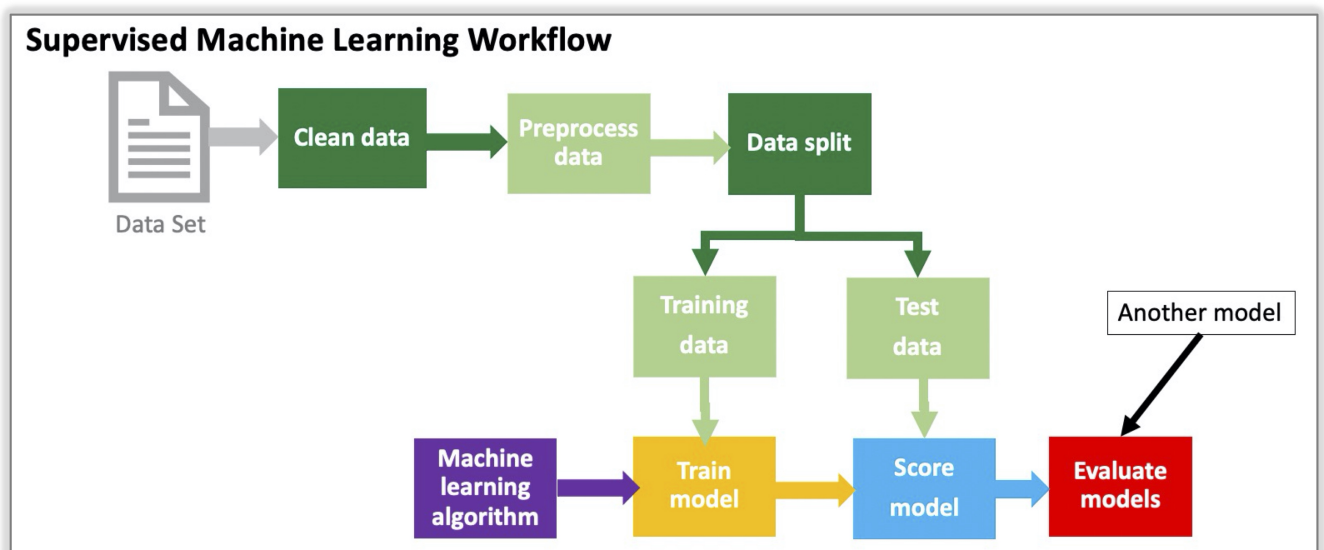 Supervised Machine Learning Workflow
Clean data
Preprocess
data
Data split
Data Set
Training
data
Test
data
Another model
Machine
learning
algorithm
Train
model
Score
model
Evaluate
models